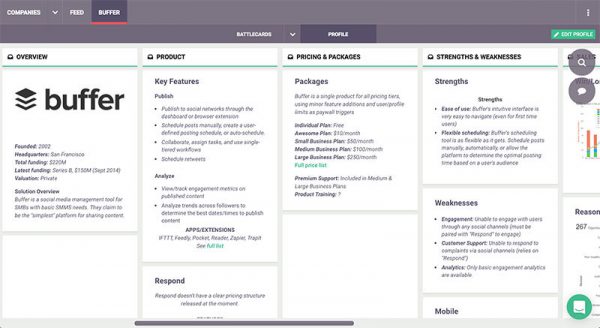 COMPANIES
FEED
BUFFER
BATTLECARDS
PROFILE
EDIT PROFILE
OVERVIEW
buffer
Founded: 2002
Headquarters: San Francisco
Total funding: $220M
Latest funding: Series B, $150M (Sept 2014)
Valuation: Private
Solution Overview
Buffer is a social media management tool for
SMBs with basic SMMS needs. They claim to
be the "simplest" platform for sharing content.
PRODUCT
Key Features
Publish
Publish to social networks through the
dashboard or browser extension
Schedule posts manually, create a user-
defined posting schedule, or auto-schedule.
Collaborate, assign tasks, and use single-
tiered workflows
Schedule retweets
Analyze
View/track engagement metrics on
published content
Analyze trends across followers to
determine the best dates/times to publish
content
APPS/EXTENSIONS
IFTTT, Feedly, Pocket, Reader, Zapier, Trapit
See full list
Respond
Respond doesn't have a clear pricing structure
released at the moment.
PRICING & PACKAGES
Packages
Buffer is a single product for all pricing tiers,
using minor feature additions and user/profile
limits as paywall triggers
Individual Plan: Free
Awesome Plan: $10/month
Small Business Plan: $50/month
Medium Business Plan: $100/month
Large Business Plan: $250/month
Full price list
Premium Support: Included in Medium &
Large Business Plans
Product Training: ?
STRENGTHS & WEAKNESSES
Strengths
Strengths
Ease of use: Buffer's intuitive interface is
very easy to navigate (even for first time
users)
Flexible scheduling: Buffer's scheduling
tool is as flexible as it gets. Schedule posts
manually, automatically, or allow the
platform to determine the optimal posting
time based on a user's audience
Weaknesses
Engagement: Unable to engage with users
through any social channels (must be
paired with "Respond" to engage)
Customer Support: Unable to respond to
complaints via social channels (relies on
"Respond")
Analytics: Only basic engagement analytics
are available.
Mobile
Reason
267